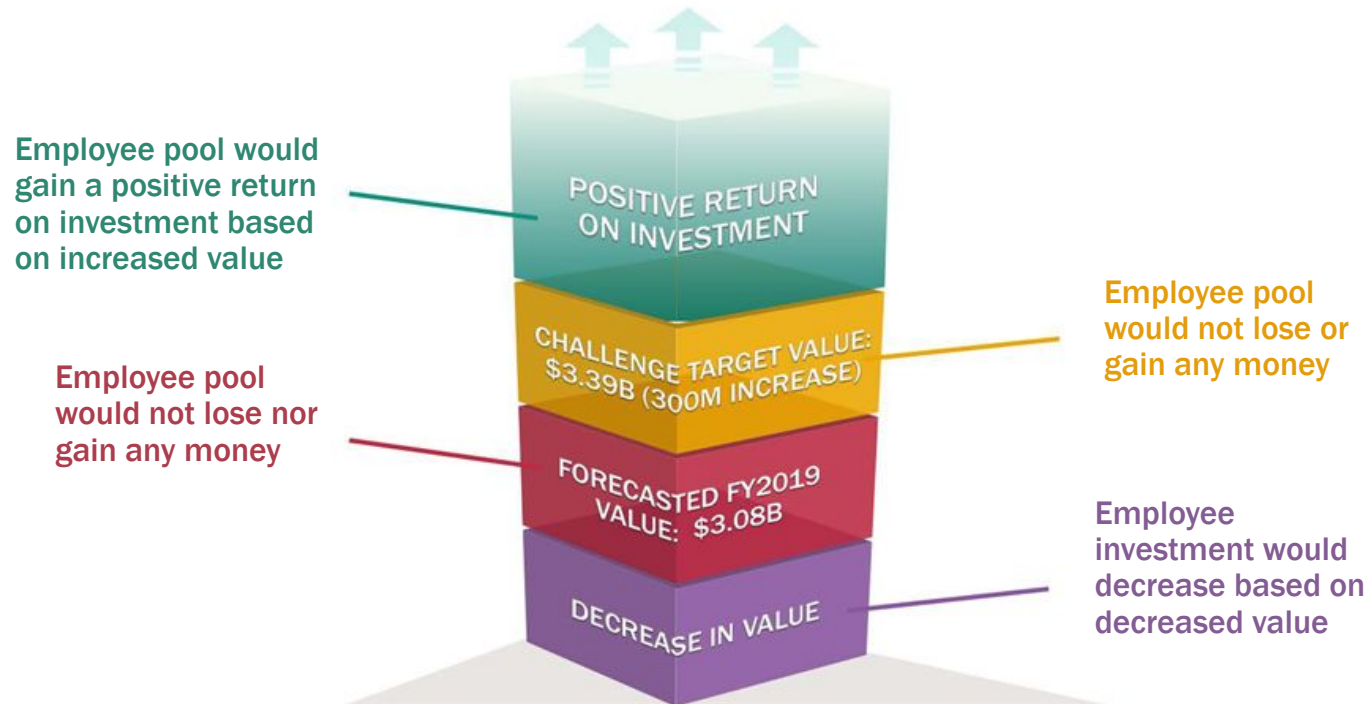 Employee pool would
gain a positive return
on investment based
on increased value
POSITIVE RETURN
ON INVESTMENT
Employee pool
would not lose or
gain any money
CHALLENGE TARGET VALUE:
$3.39B (300M INCREASE)
Employee pool
would not lose nor
gain any money
FORECASTED FY2019
VALUE: $3.08B
Employee
investment would
decrease based on
decreased value
DECREASE IN VALUE